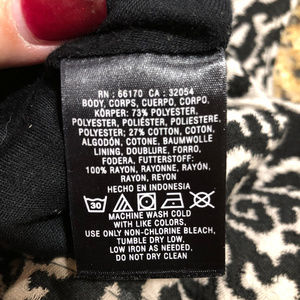 RN : 66170 CA : 32054
BODY, CORPS, CUERPO, CORPO,
KÖRPER: 73% POLYESTER
POLYESTER, POLIÉSTER, POLIESTERE,
POLYESTER; 27% COTTON, COTON,
ALGODÓN, COTONE, BAUMWOLLE
LINING, DOUBLURE, FORRO,
FODERA, FUTTERSTOFF:
100% RAYON, RAYONNE, RAYÓN,
RAYON, REYON
HECHO EN INDONESIA
30
MACHINE WASH COLD
WITH LIKE COLORS,
USE ONLY NON-CHLORINE BLEACH,
TUMBLE DRY LOW,
LOW IRON AS NEEDED,
DO NOT DRY CLEAN